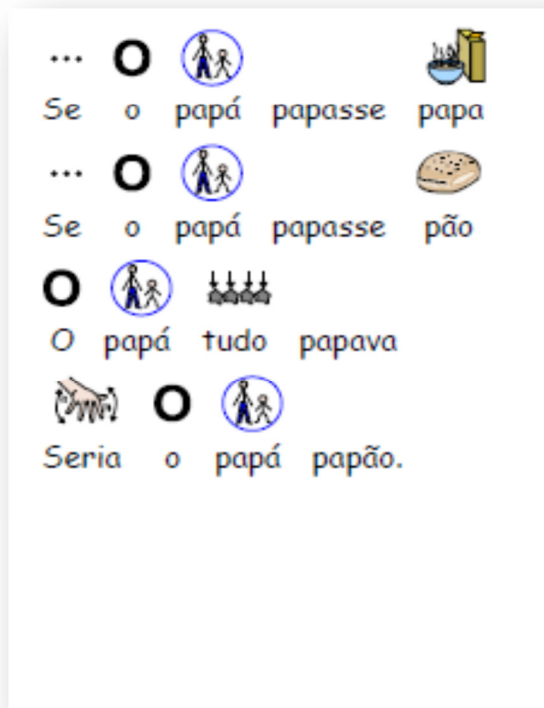 ... O
Se o papá papasse papa
... O
Se o papá papasse pão
O
O papá tudo papava
O
Seria o papá papão.